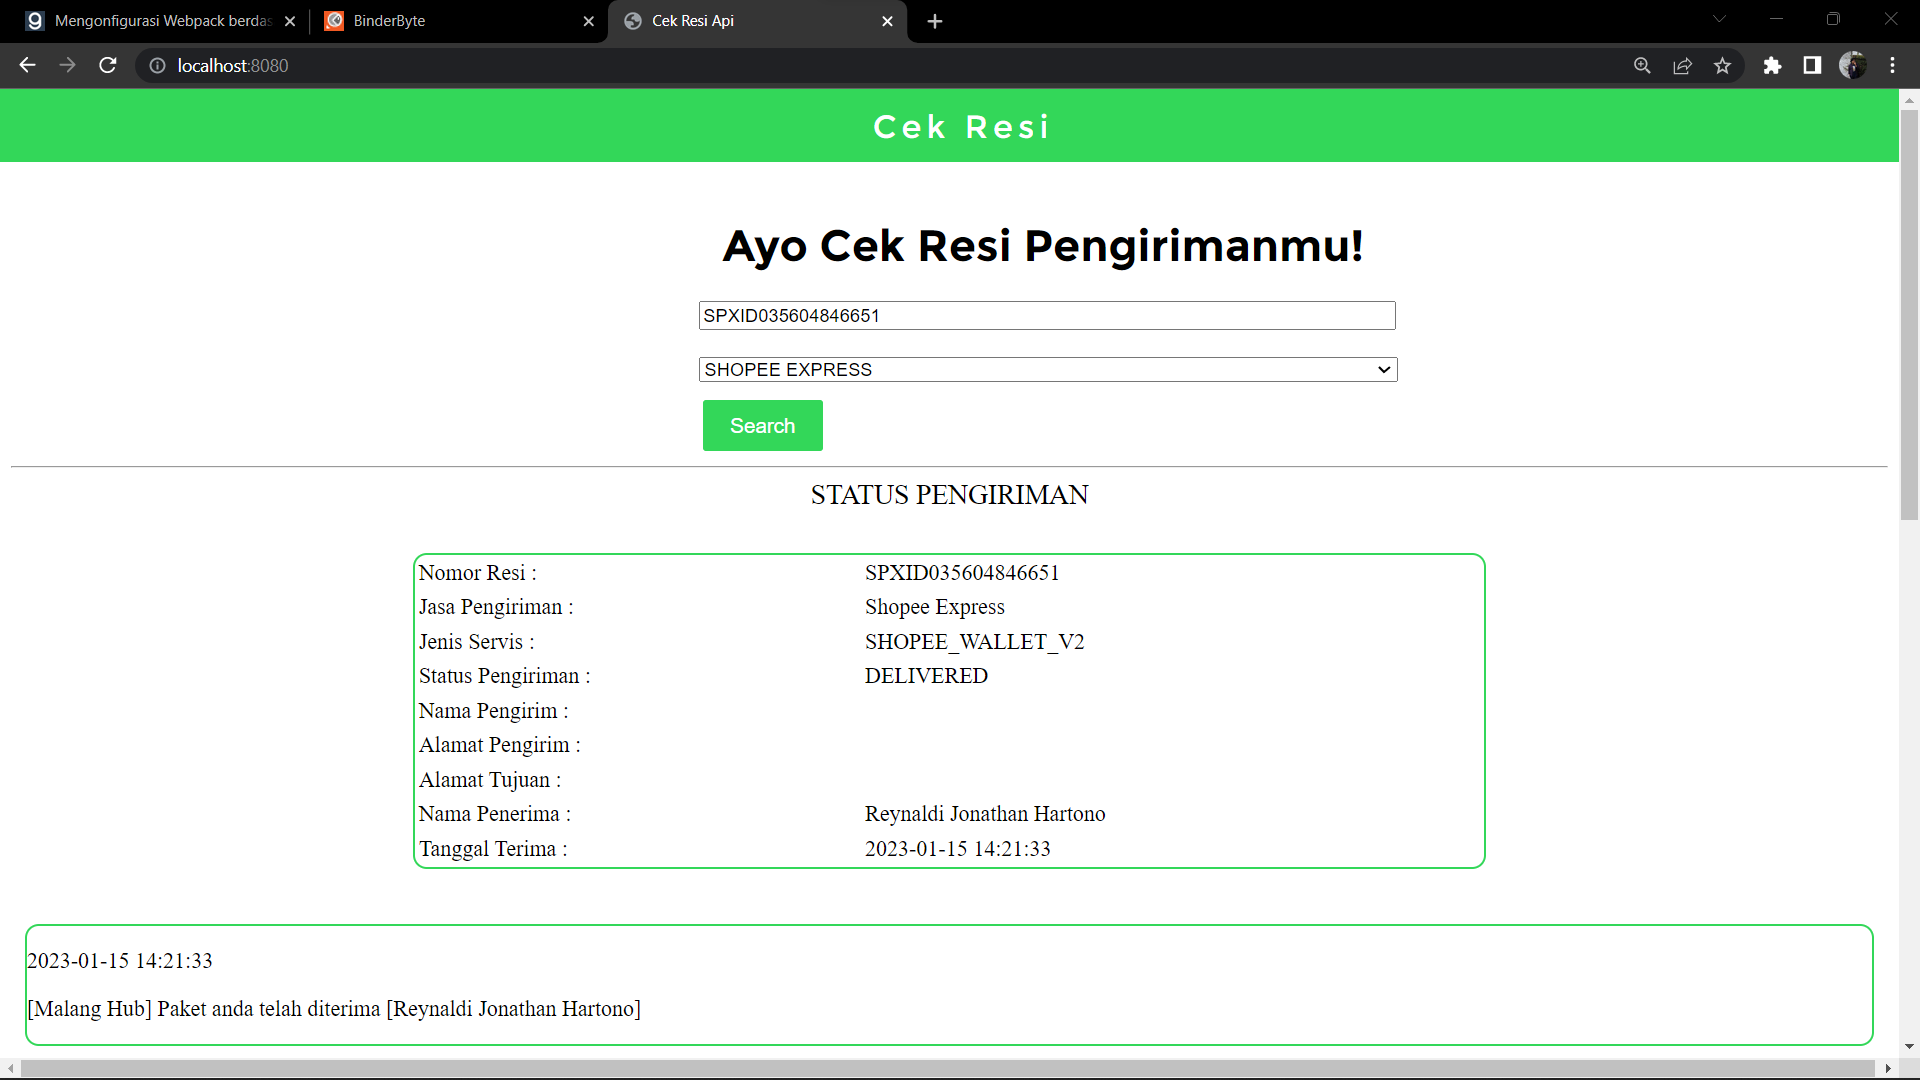 Mengonfigurasi Webpack berdas
BinderByte
Cek Resi Api
localhost:8080
Cek Resi
Ayo Cek Resi Pengirimanmu!
SPXID035604846651
SHOPEE EXPRESS
Search
STATUS PENGIRIMAN
Nomor Resi : SPXID035604846651
Jasa Pengiriman : Shopee Express
Jenis Servis : SHOPEE_WALLET_V2
Status Pengiriman : DELIVERED
Nama Pengirim :
Alamat Pengirim :
Alamat Tujuan :
Nama Penerima : Reynaldi Jonathan Hartono
Tanggal Terima : 2023-01-15 14:21:33
2023-01-15 14:21:33
[Malang Hub] Paket anda telah diterima [Reynaldi Jonathan Hartono]